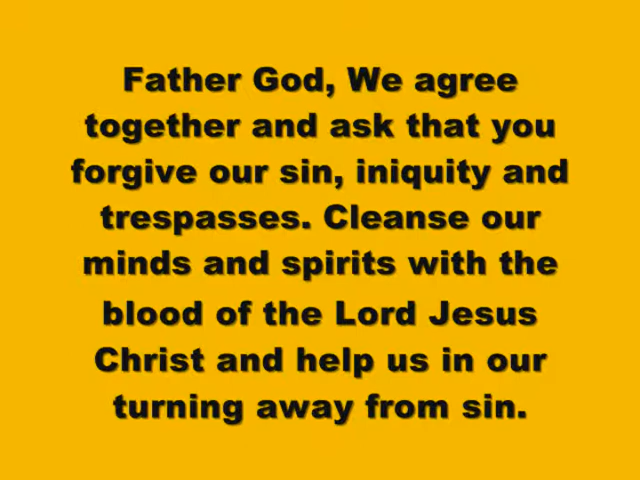 Father God, We agree
together and ask that you
forgive our sin, iniquity and
trespasses. Cleanse our
minds and spirits with the
blood of the Lord Jesus
Christ and help us in our
turning away from sin.